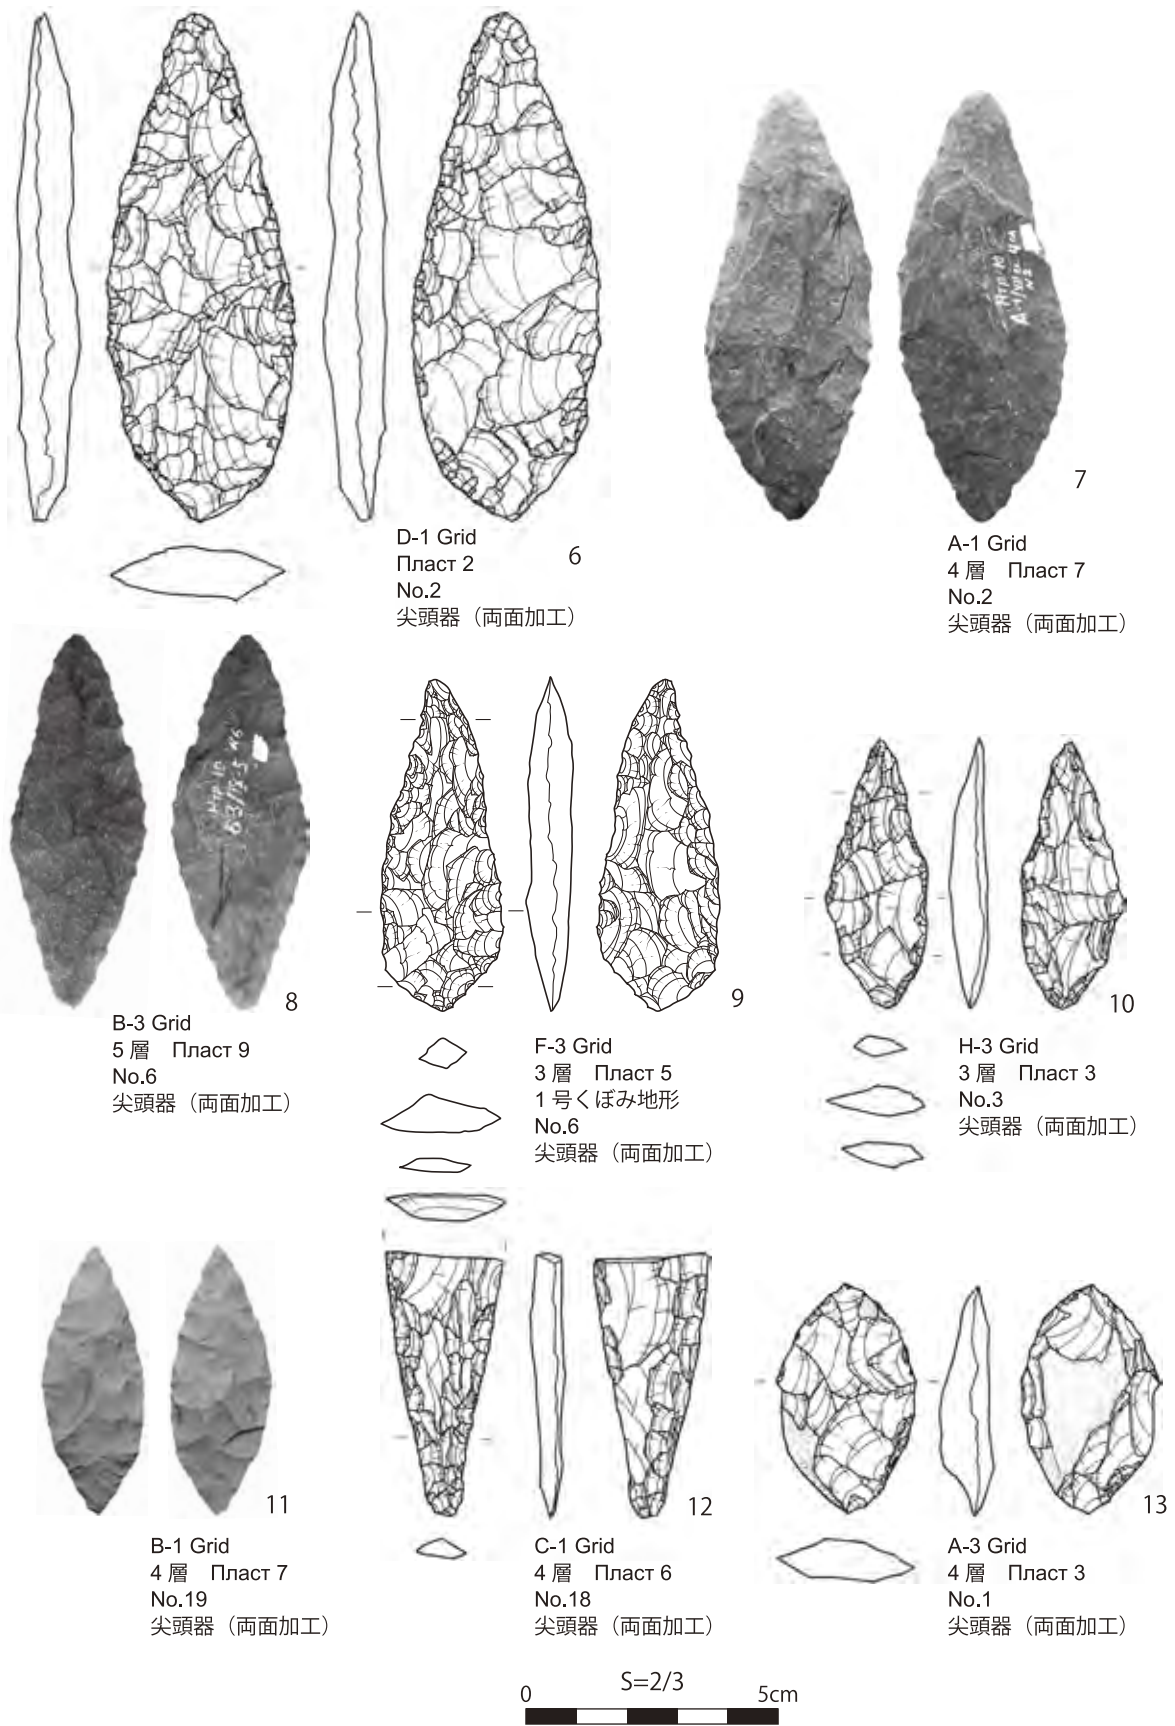 6
D-1 Grid
Пласт 2
No.2
尖頭器（両面加工）
7
A-1 Grid
4 層　Пласт 7
No.2
尖頭器（両面加工）
8
B-3 Grid
5 層　Пласт 9
No.6
尖頭器（両面加工）
9
F-3 Grid
3 層　Пласт 5
1 号くぼみ地形
No.6
尖頭器（両面加工）
10
H-3 Grid
3 層　Пласт 3
No.3
尖頭器（両面加工）
11
B-1 Grid
4 層　Пласт 7
No.19
尖頭器（両面加工）
12
C-1 Grid
4 層　Пласт 6
No.18
尖頭器（両面加工）
13
A-3 Grid
4 層　Пласт 3
No.1
尖頭器（両面加工）
S=2/3
0　5cm